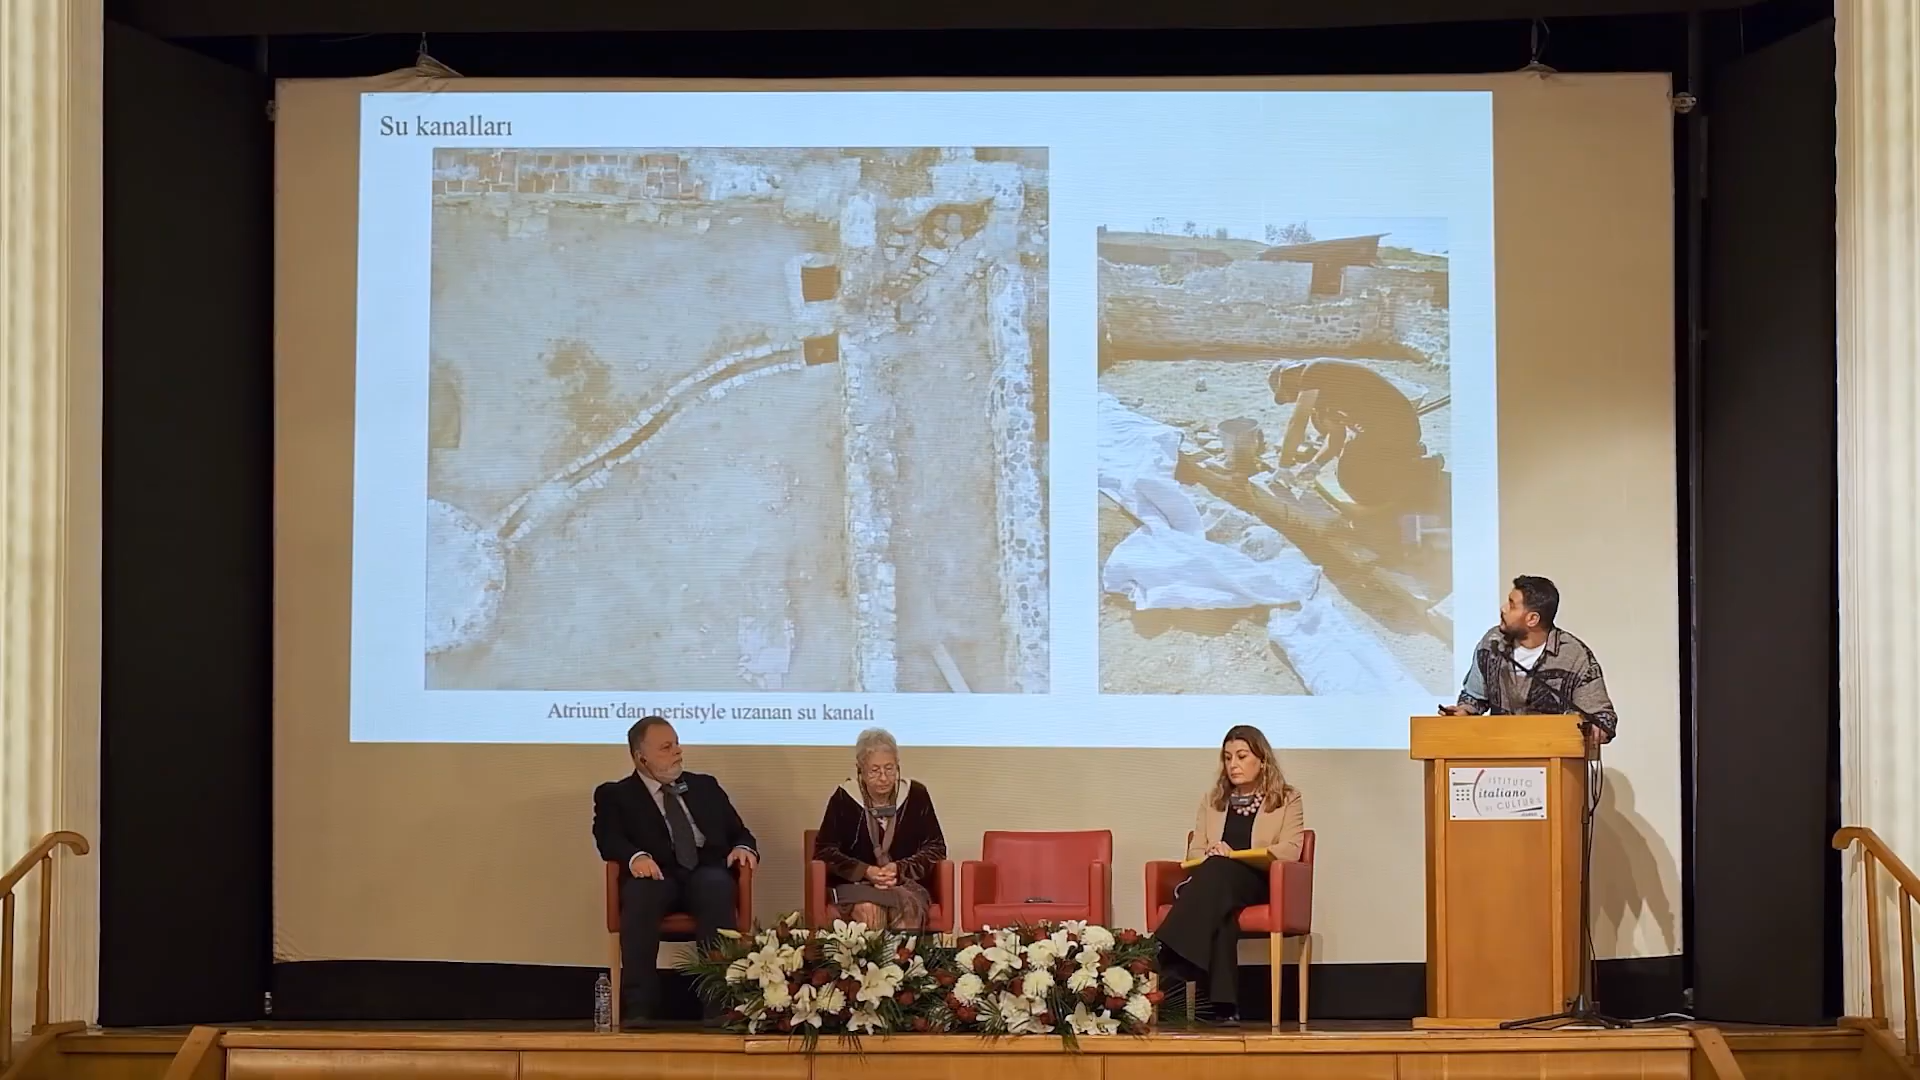 Su kanalları
Atrium’dan peristyle uzanan su kanalı
ISTITUTO
italiano
DI CULTURA